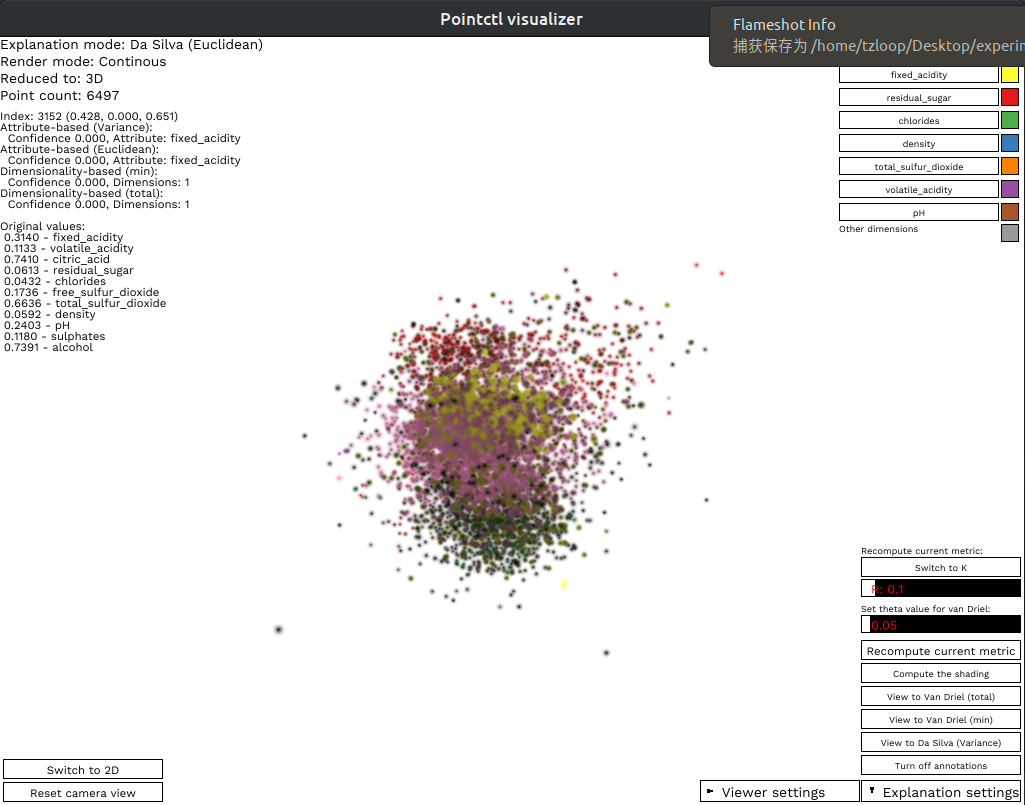 Pointctl visualizer
Flameshot Info
捕获保存为 /home/tzloop/Desktop/experin
Explanation mode: Da Silva (Euclidean)
Render mode: Continous
Reduced to: 3D
Point count: 6497
Index: 3152 (0.428, 0.000, 0.651)
Attribute-based (Variance):
Confidence 0.000, Attribute: fixed_acidity
Attribute-based (Euclidean):
Confidence 0.000, Attribute: fixed_acidity
Dimensionality-based (min):
Confidence 0.000, Dimensions: 1
Dimensionality-based (total):
Confidence 0.000, Dimensions: 1
Original values:
0.3140 - fixed_acidity
0.1133 - volatile_acidity
0.7410 - citric_acid
0.0613 - residual_sugar
0.0432 - chlorides
0.1736 - free_sulfur_dioxide
0.6636 - total_sulfur_dioxide
0.0592 - density
0.2403 - pH
0.1180 - sulphates
0.7391 - alcohol
fixed_acidity
residual_sugar
chlorides
density
total_sulfur_dioxide
volatile_acidity
pH
Other dimensions
Recompute current metric:
Switch to K
R: 0.1
Set theta value for van Driel:
0.05
Recompute current metric
Compute the shading
View to Van Driel (total)
View to Van Driel (min)
View to Da Silva (Variance)
Turn off annotations
Switch to 2D
Reset camera view
Viewer settings
Explanation settings